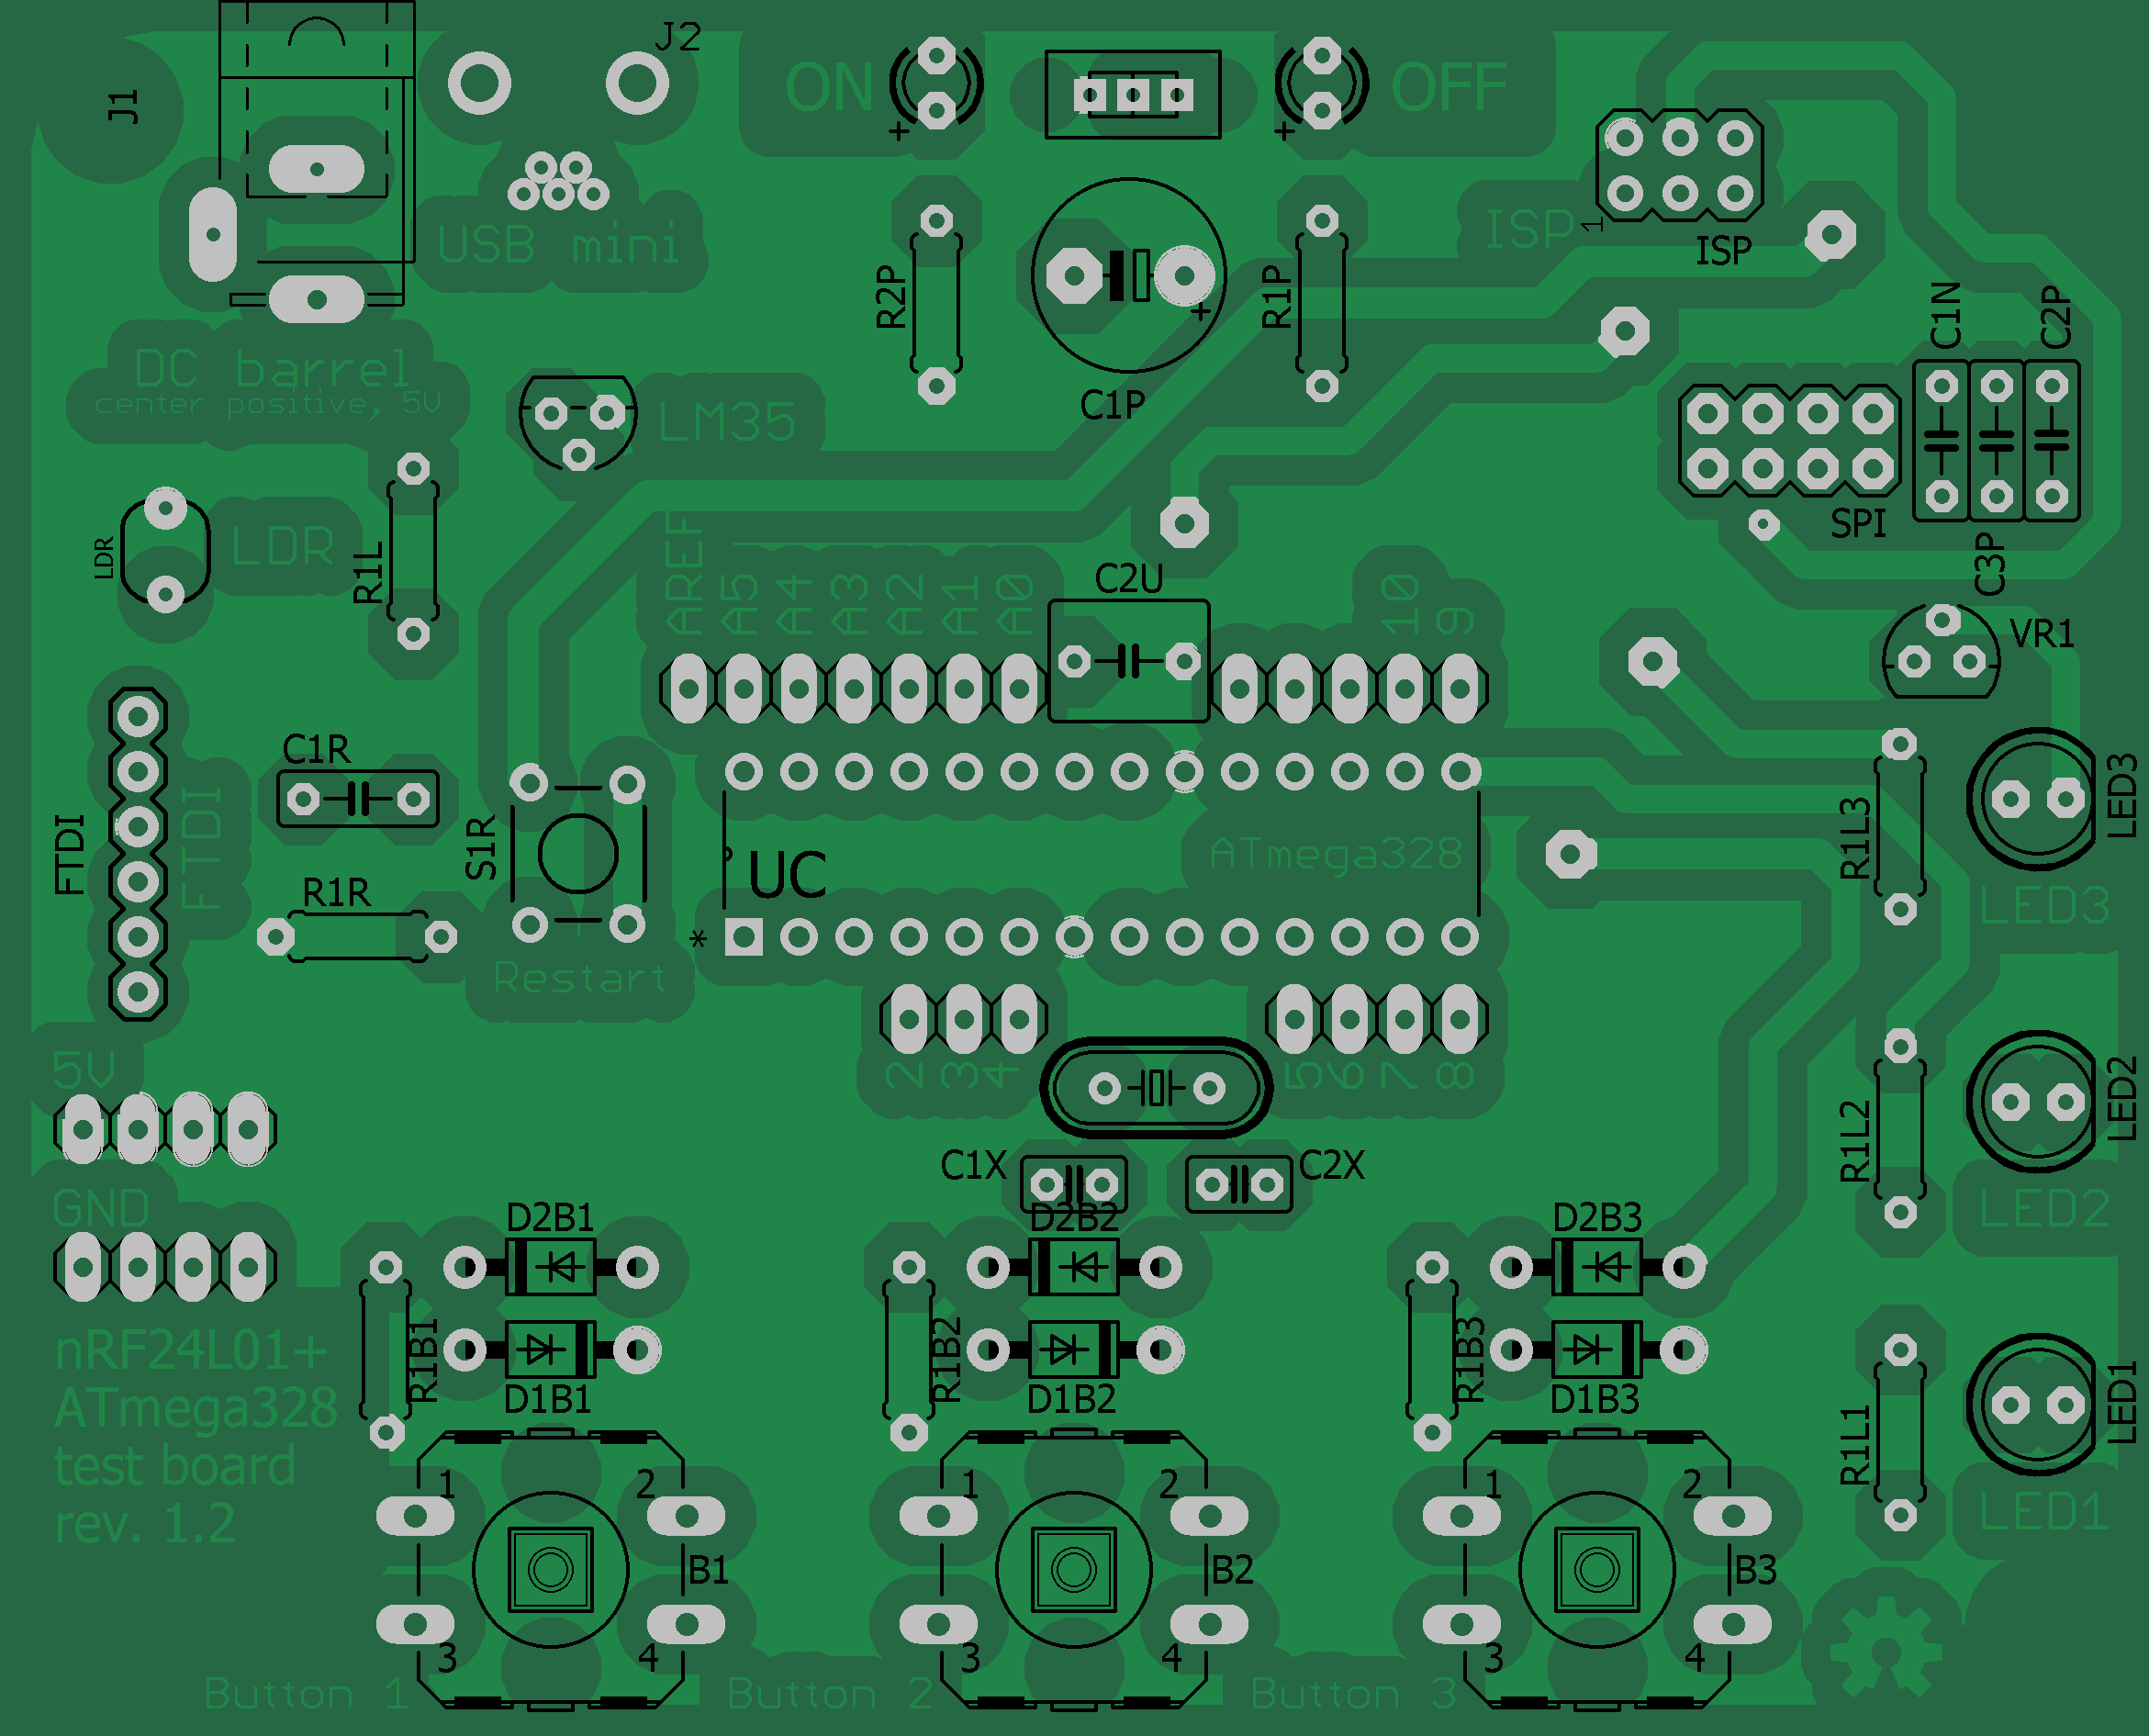 J1
J2
ON
OFF
+
+
USB mini
ISP
1
ISP
R2P
+
R1P
C1P
C1N
C2P
DC barrel
center positive, 5V
LM35
SPI
LDR
LDR
R1L
AREF
A5
A4
A3
A2
A1
A0
C2U
10
9
C3P
VR1
C1R
FTDI
FTDI
S1R
UC
ATmega328
R1L3
LED3
LED3
R1R
*
Restart
5V
2
3
4
5
6
7
8
R1L2
LED2
LED2
GND
C1X
C2X
D2B1
D2B2
D2B3
nRF24L01+
ATmega328
test board
rev. 1.2
R1B1
D1B1
R1B2
D1B2
R1B3
D1B3
R1L1
LED1
LED1
1
2
1
2
1
2
B1
B2
B3
3
4
3
4
3
4
Button 1
Button 2
Button 3